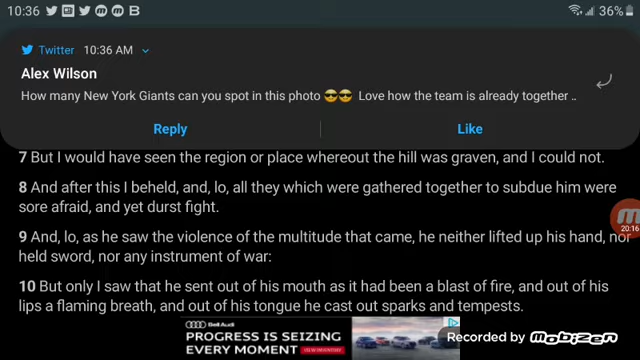 10:36
B
36%
Twitter 10:36 AM
Alex Wilson
How many New York Giants can you spot in this photo 😎😎 Love how the team is already together ..
Reply Like
7 But I would have seen the region or place whereout the hill was graven, and I could not.
8 And after this I beheld, and, lo, all they which were gathered together to subdue him were
sore afraid, and yet durst fight.
9 And, lo, as he saw the violence of the multitude that came, he neither lifted up his hand, nor
held sword, nor any instrument of war:
20:16
10 But only I saw that he sent out of his mouth as it had been a blast of fire, and out of his
lips a flaming breath, and out of his tongue he cast out sparks and tempests.
Bell Audi
PROGRESS IS SEIZING
EVERY MOMENT
Recorded by mobizen